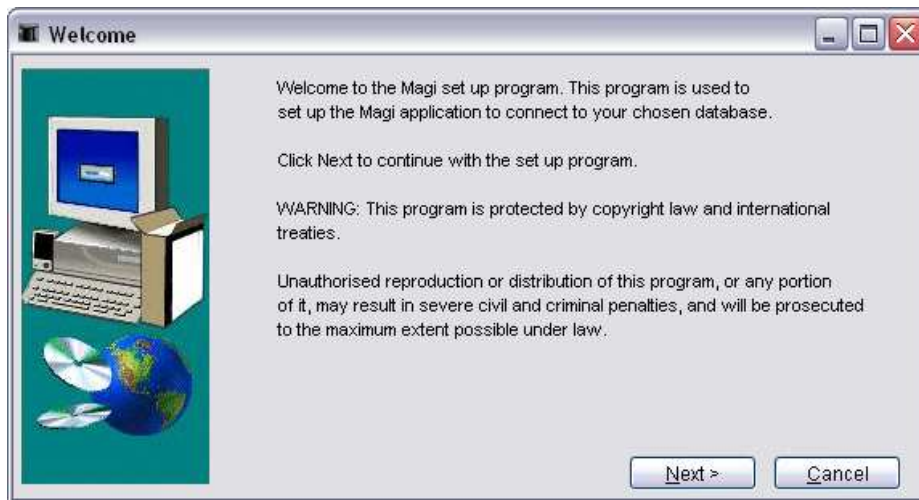 Welcome
Welcome to the Magi set up program. This program is used to
set up the Magi application to connect to your chosen database.
Click Next to continue with the set up program.
WARNING: This program is protected by copyright law and international
treaties.
Unauthorised reproduction or distribution of this program, or any portion
of it, may result in severe civil and criminal penalties, and will be prosecuted
to the maximum extent possible under law.
Next > Cancel